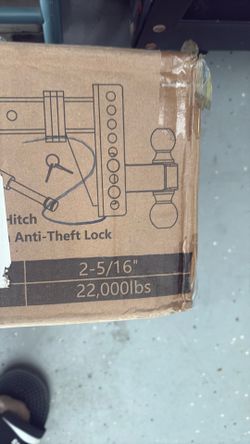 Hitch
Anti-Theft Lock
2-5/16"
22,000lbs